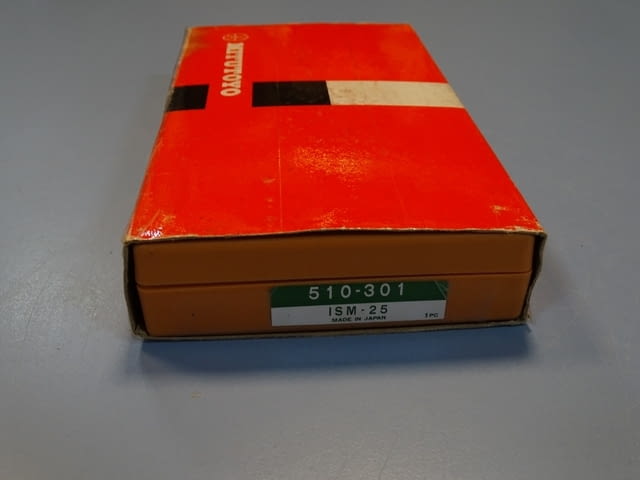 MITUTOYO
510-301
ISM-25
MADE IN JAPAN
1PC